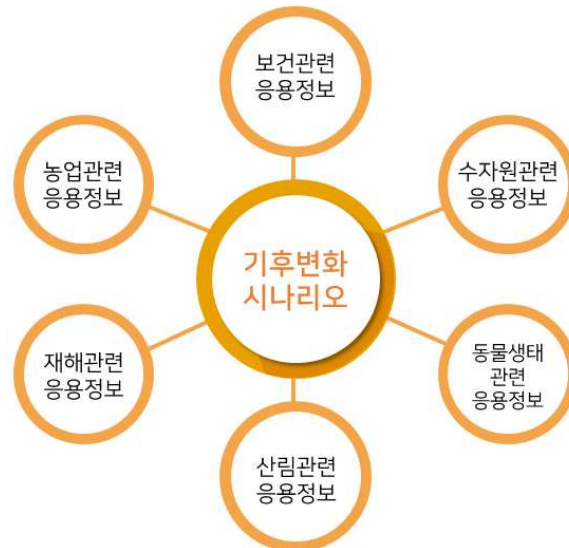 보건관련
응용정보
농업관련
응용정보
수자원관련
응용정보
기후변화
시나리오
재해관련
응용정보
동물생태
관련
응용정보
산림관련
응용정보